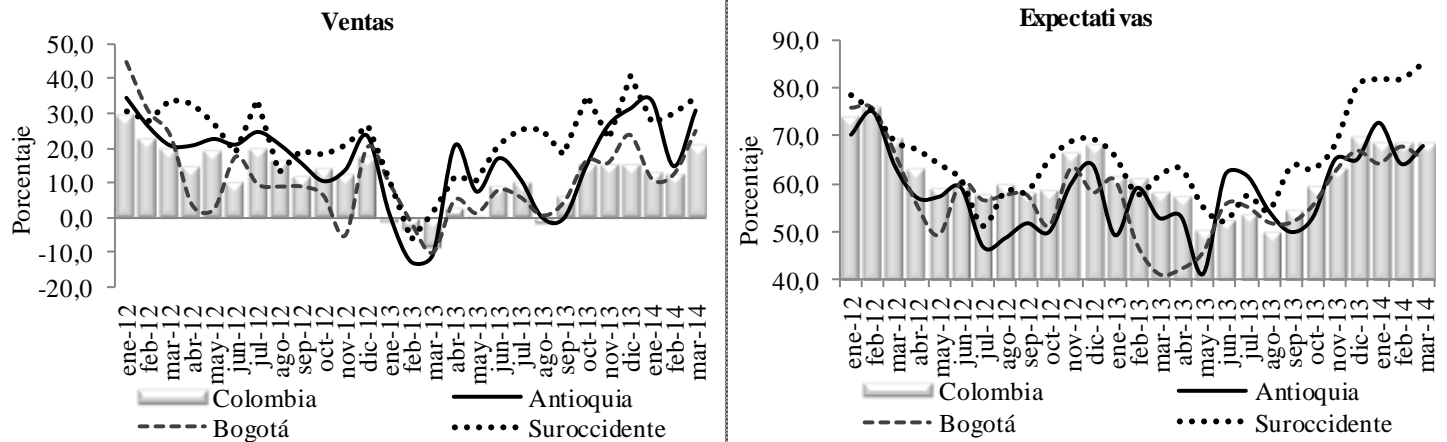 Ventas
Porcentaje
50,0
40,0
30,0
20,0
10,0
0,0
-10,0
-20,0
ene-12
feb-12
mar-12
abr-12
may-12
jun-12
jul-12
ago-12
sep-12
oct-12
nov-12
dic-12
ene-13
feb-13
mar-13
abr-13
may-13
jun-13
jul-13
ago-13
sep-13
oct-13
nov-13
dic-13
ene-14
feb-14
mar-14
Colombia
Antioquia
Bogotá
Suroccidente
Expectativas
Porcentaje
90,0
80,0
70,0
60,0
50,0
40,0
ene-12
feb-12
mar-12
abr-12
may-12
jun-12
jul-12
ago-12
sep-12
oct-12
nov-12
dic-12
ene-13
feb-13
mar-13
abr-13
may-13
jun-13
jul-13
ago-13
sep-13
oct-13
nov-13
dic-13
ene-14
feb-14
mar-14
Colombia
Antioquia
Bogotá
Suroccidente